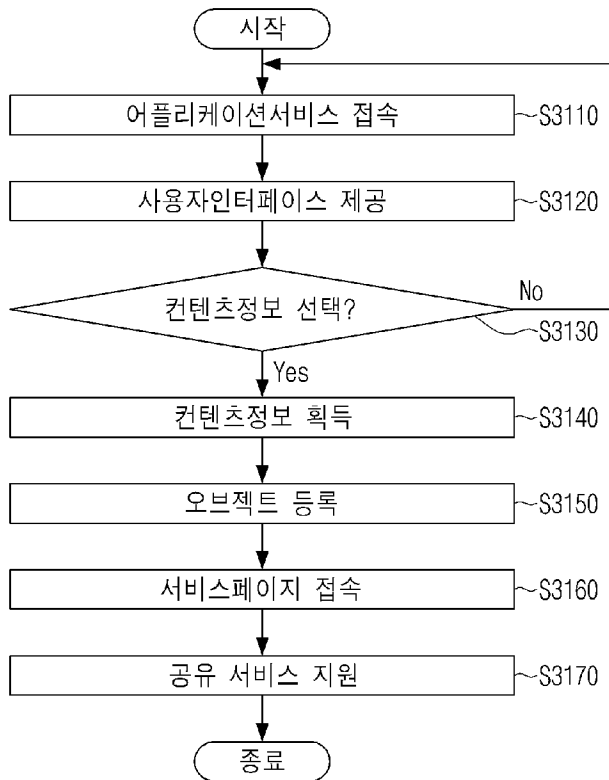 시작
어플리케이션서비스 접속
S3110
사용자인터페이스 제공
S3120
컨텐츠정보 선택?
No
S3130
Yes
컨텐츠정보 획득
S3140
오브젝트 등록
S3150
서비스페이지 접속
S3160
공유 서비스 지원
S3170
종료